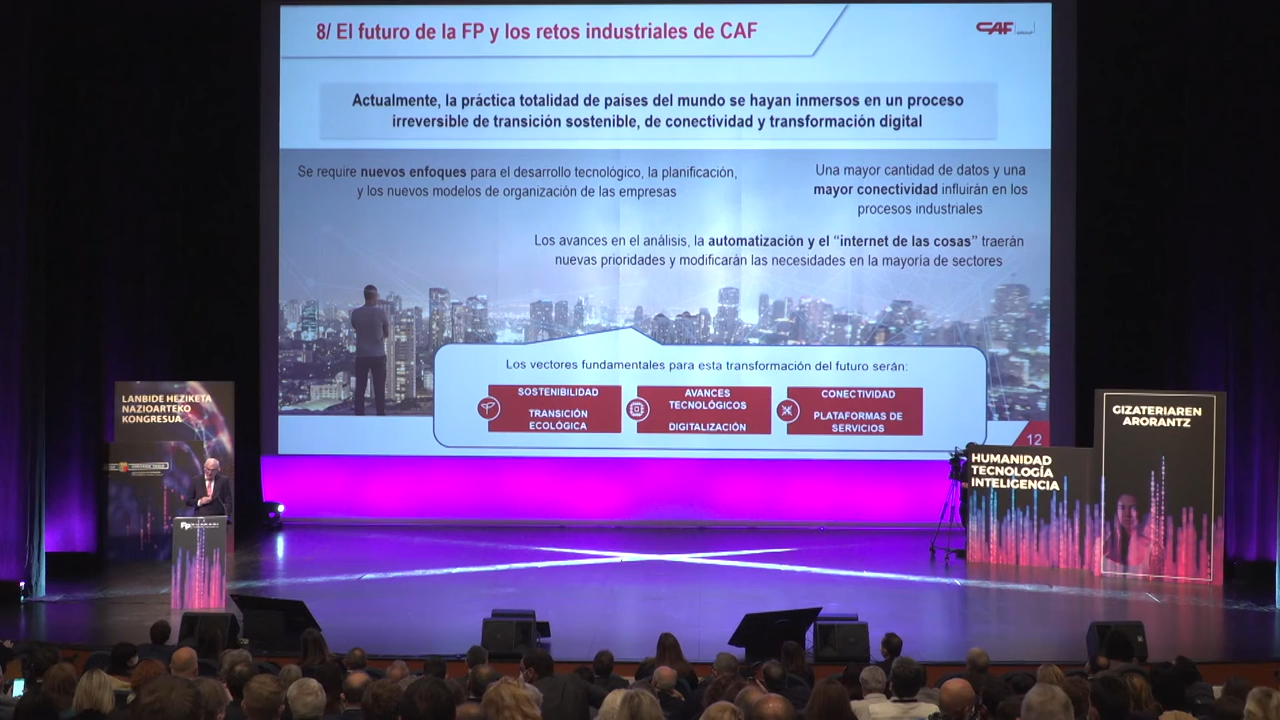 8/ El futuro de la FP y los retos industriales de CAF
CAF
GROUP
Actualmente, la práctica totalidad de países del mundo se hayan inmersos en un proceso
irreversible de transición sostenible, de conectividad y transformación digital
Se require nuevos enfoques para el desarrollo tecnológico, la planificación,
y los nuevos modelos de organización de las empresas
Una mayor cantidad de datos y una
mayor conectividad influirán en los
procesos industriales
Los avances en el análisis, la automatización y el “internet de las cosas” traerán
nuevas prioridades y modificarán las necesidades en la mayoría de sectores
Los vectores fundamentales para esta transformación del futuro serán:
SOSTENIBILIDAD
TRANSICIÓN
ECOLÓGICA
AVANCES
TECNOLÓGICOS
DIGITALIZACIÓN
CONECTIVIDAD
PLATAFORMAS DE
SERVICIOS
12
LANBIDE HEZIKETA
NAZIOARTEKO
KONGRESUA
FP
HUMANIDAD
TECNOLOGÍA
INTELIGENCIA
GIZATERIAREN
ARORANTZ